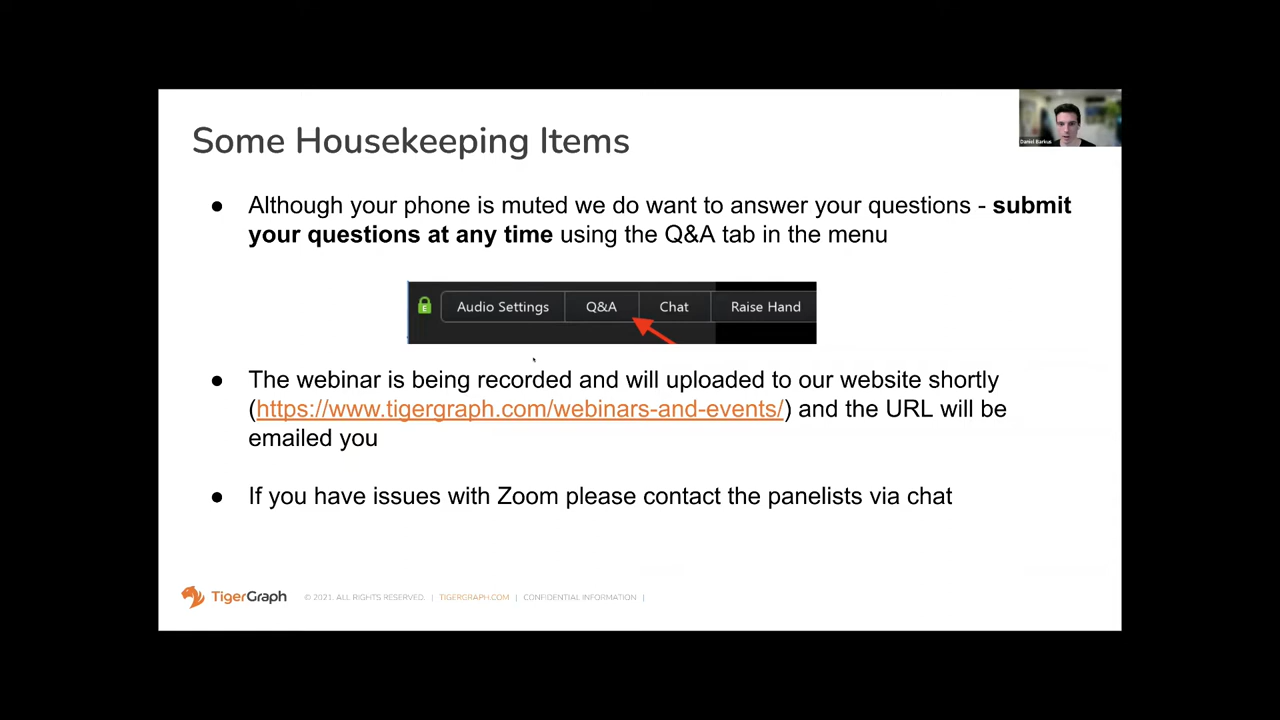 Some Housekeeping Items
Daniel Barkus
● Although your phone is muted we do want to answer your questions - submit
your questions at any time using the Q&A tab in the menu
E
Audio Settings Q&A Chat Raise Hand
● The webinar is being recorded and will uploaded to our website shortly
(https://www.tigergraph.com/webinars-and-events/) and the URL will be
emailed you
● If you have issues with Zoom please contact the panelists via chat
TigerGraph © 2021. ALL RIGHTS RESERVED. | TIGERGRAPH.COM | CONFIDENTIAL INFORMATION |